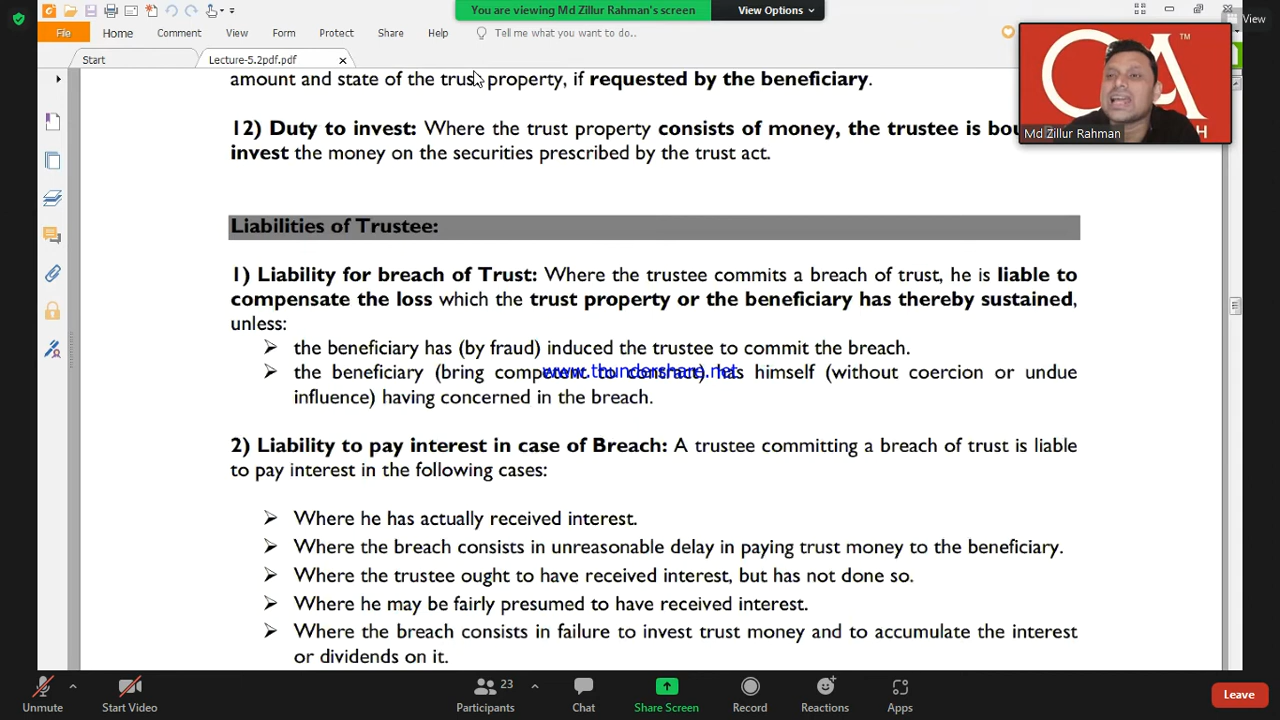 You are viewing Md Zillur Rahman's screen
View Options
View
File
Home
Comment
View
Form
Protect
Share
Help
Tell me what you want to do..
Start
Lecture-5.2pdf.pdf
Md Zillur Rahman
amount and state of the trust property, if requested by the beneficiary.
12) Duty to invest: Where the trust property consists of money, the trustee is
invest the money on the securities prescribed by the trust act.
Liabilities of Trustee:
1) Liability for breach of Trust: Where the trustee commits a breach of trust, he is liable to
compensate the loss which the trust property or the beneficiary has thereby sustained,
unless:
➢ the beneficiary has (by fraud) induced the trustee to commit the breach.
➢ the beneficiary (bring competent to contract) has himself (without coercion or undue
influence) having concerned in the breach.
www.thundershare.net
2) Liability to pay interest in case of Breach: A trustee committing a breach of trust is liable
to pay interest in the following cases:
➢ Where he has actually received interest.
➢ Where the breach consists in unreasonable delay in paying trust money to the beneficiary.
➢ Where the trustee ought to have received interest, but has not done so.
➢ Where he may be fairly presumed to have received interest.
➢ Where the breach consists in failure to invest trust money and to accumulate the interest
or dividends on it.
Unmute
Start Video
23
Participants
Chat
Share Screen
Record
Reactions
Apps
Leave